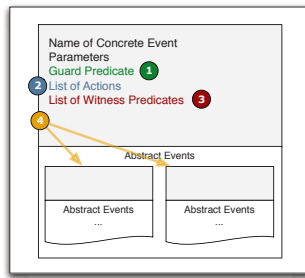 Name of Concrete Event
Parameters
Guard Predicate 1
2 List of Actions
List of Witness Predicates 3
4
Abstract Events
Abstract Events Abstract Events
... ...